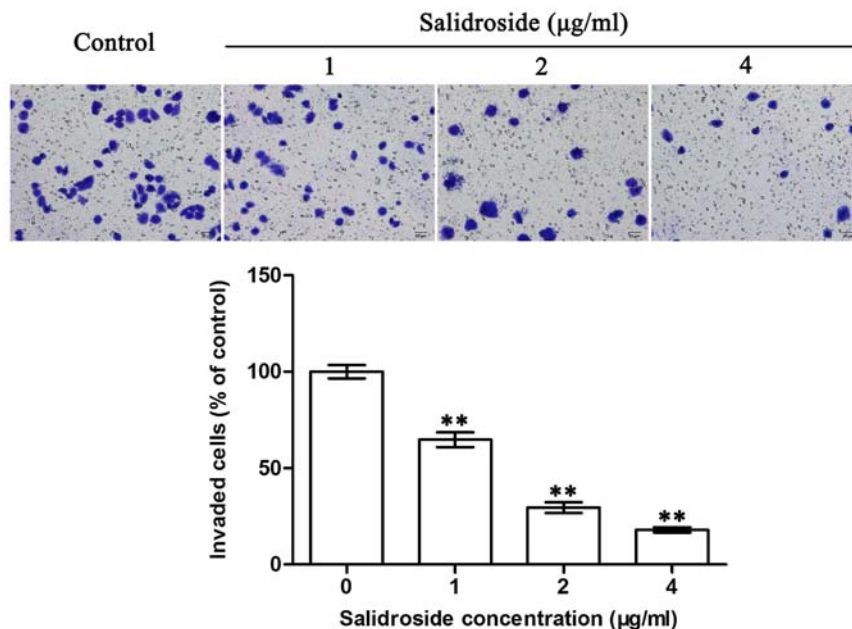 Control
Salidroside (μg/ml)
1 2 4
Invaded cells (% of control)
150
100
50
0
** ** **
0 1 2 4
Salidroside concentration (μg/ml)